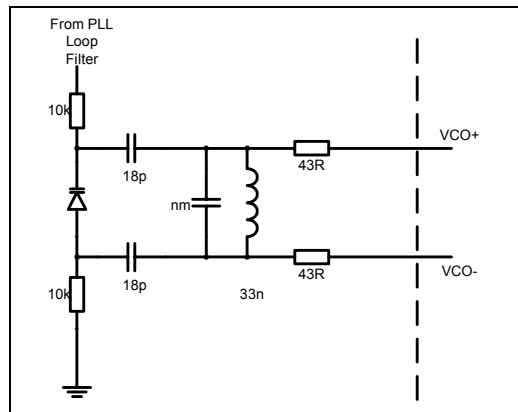 From PLL
Loop
Filter
10k
VCO+
18p
43R
nm
VCO-
10k
18p
33n
43R